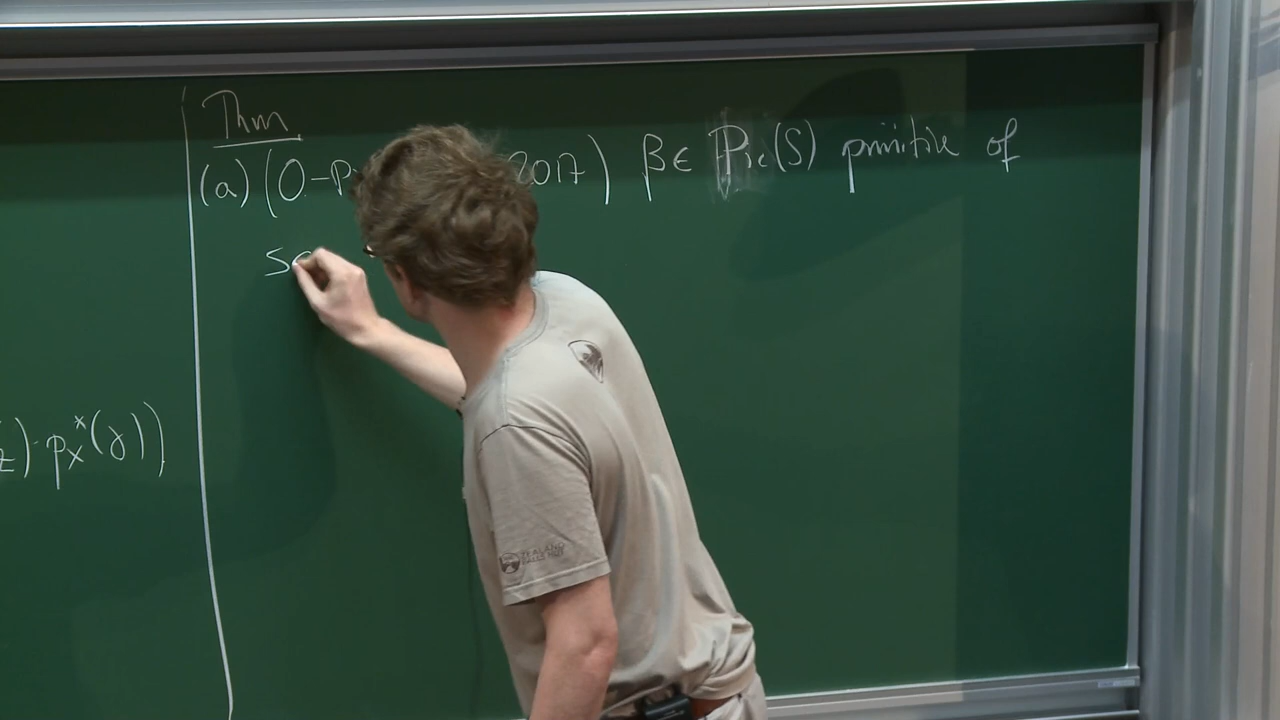 Thm
(a) (O-P 2017) β ∈ Pic(S) primitive of
z) · p_X^*(γ))